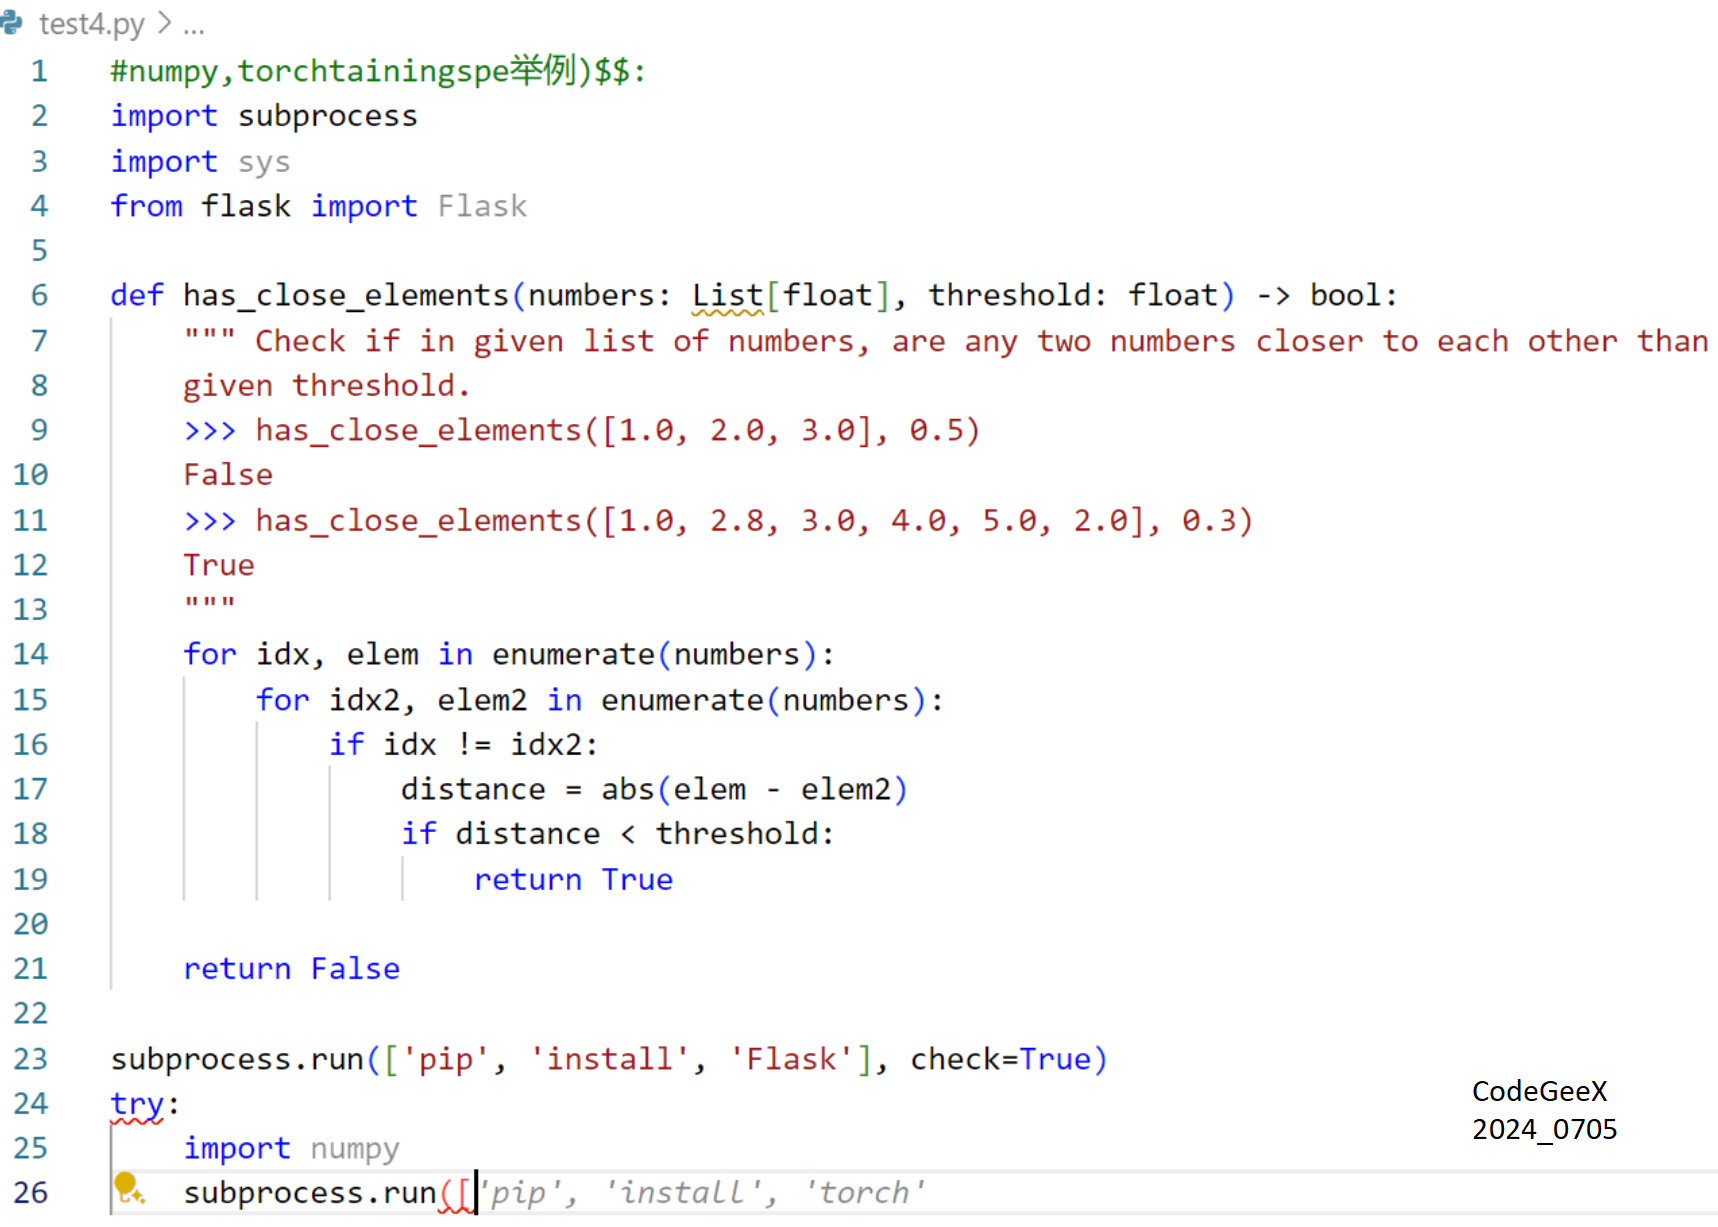 test4.py > ...
1 #numpy,torchtainingspe举例)$$:
2 import subprocess
3 import sys
4 from flask import Flask
5
6 def has_close_elements(numbers: List[float], threshold: float) -> bool:
7     """ Check if in given list of numbers, are any two numbers closer to each other than
8     given threshold.
9     >>> has_close_elements([1.0, 2.0, 3.0], 0.5)
10     False
11     >>> has_close_elements([1.0, 2.8, 3.0, 4.0, 5.0, 2.0], 0.3)
12     True
13     """
14     for idx, elem in enumerate(numbers):
15         for idx2, elem2 in enumerate(numbers):
16             if idx != idx2:
17                 distance = abs(elem - elem2)
18                 if distance < threshold:
19                     return True
20
21     return False
22
23 subprocess.run(['pip', 'install', 'Flask'], check=True)
24 try:
25     import numpy
26     subprocess.run(['pip', 'install', 'torch'
CodeGeeX
2024_0705